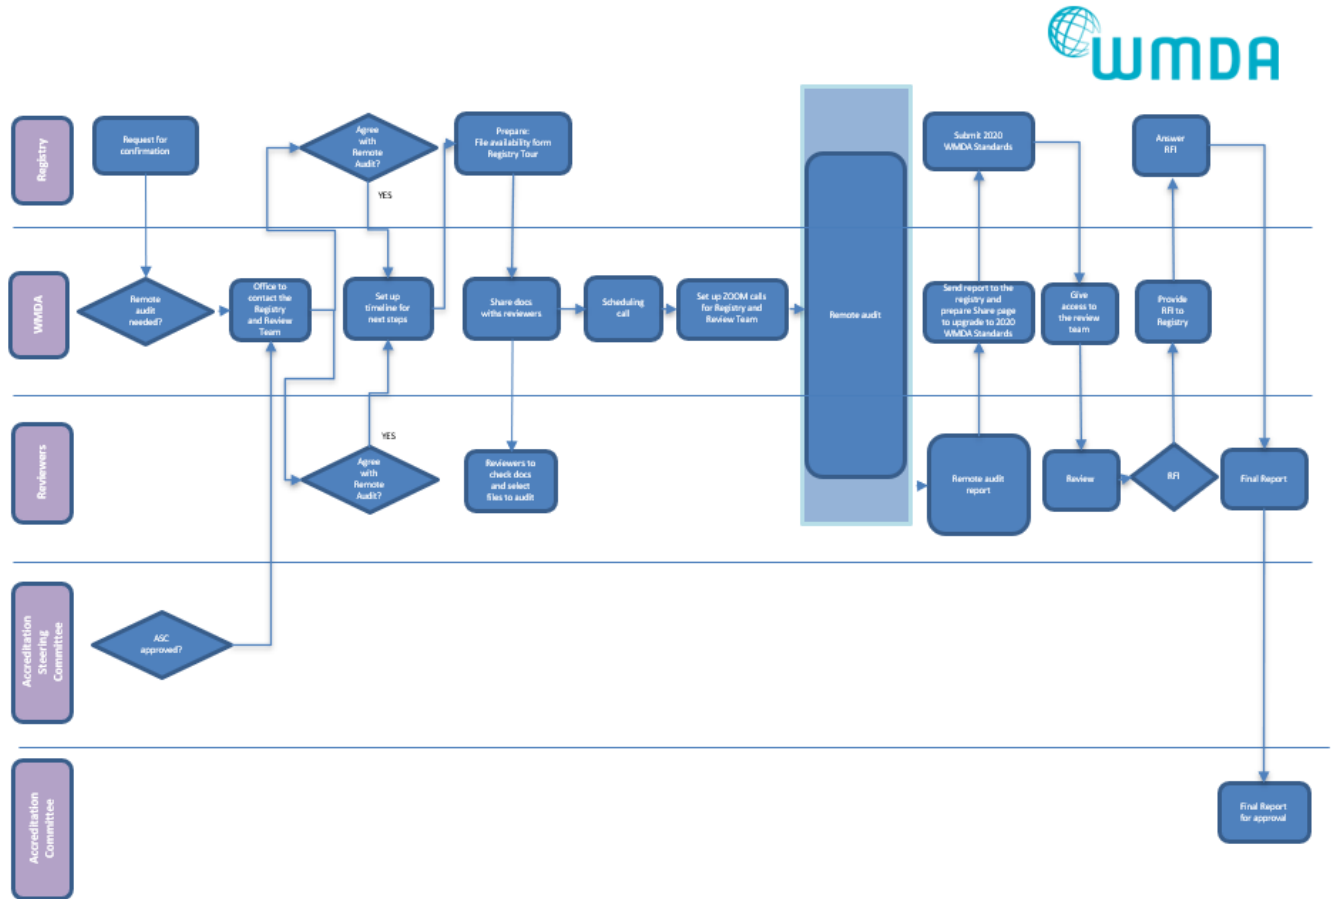 WMDA
Registry
Request for
confirmation
Agree
with
Remote
Audit?
YES
Prepare:
File availability form
Registry Tour
Submit 2020
WMDA Standards
Answer
RFI
WMDA
Remote
audit
needed?
Office to
contact the
Registry
and Review
Team
Set up
timeline for
next steps
Share docs
withs reviewers
Scheduling
call
Set up ZOOM calls
for Registry and
Review Team
Remote audit
Send report to the
registry and
prepare Share page
to upgrade to 2020
WMDA Standards
Give
access to
the review
team
Provide
RFI to
Registry
Reviewers
YES
Agree
with
Remote
Audit?
Reviewers to
check docs
and select
files to audit
Remote audit
report
Review
RFI
Final Report
Accreditation
Steering
Committee
ASC
approved?
Accreditation
Committee
Final Report
for approval